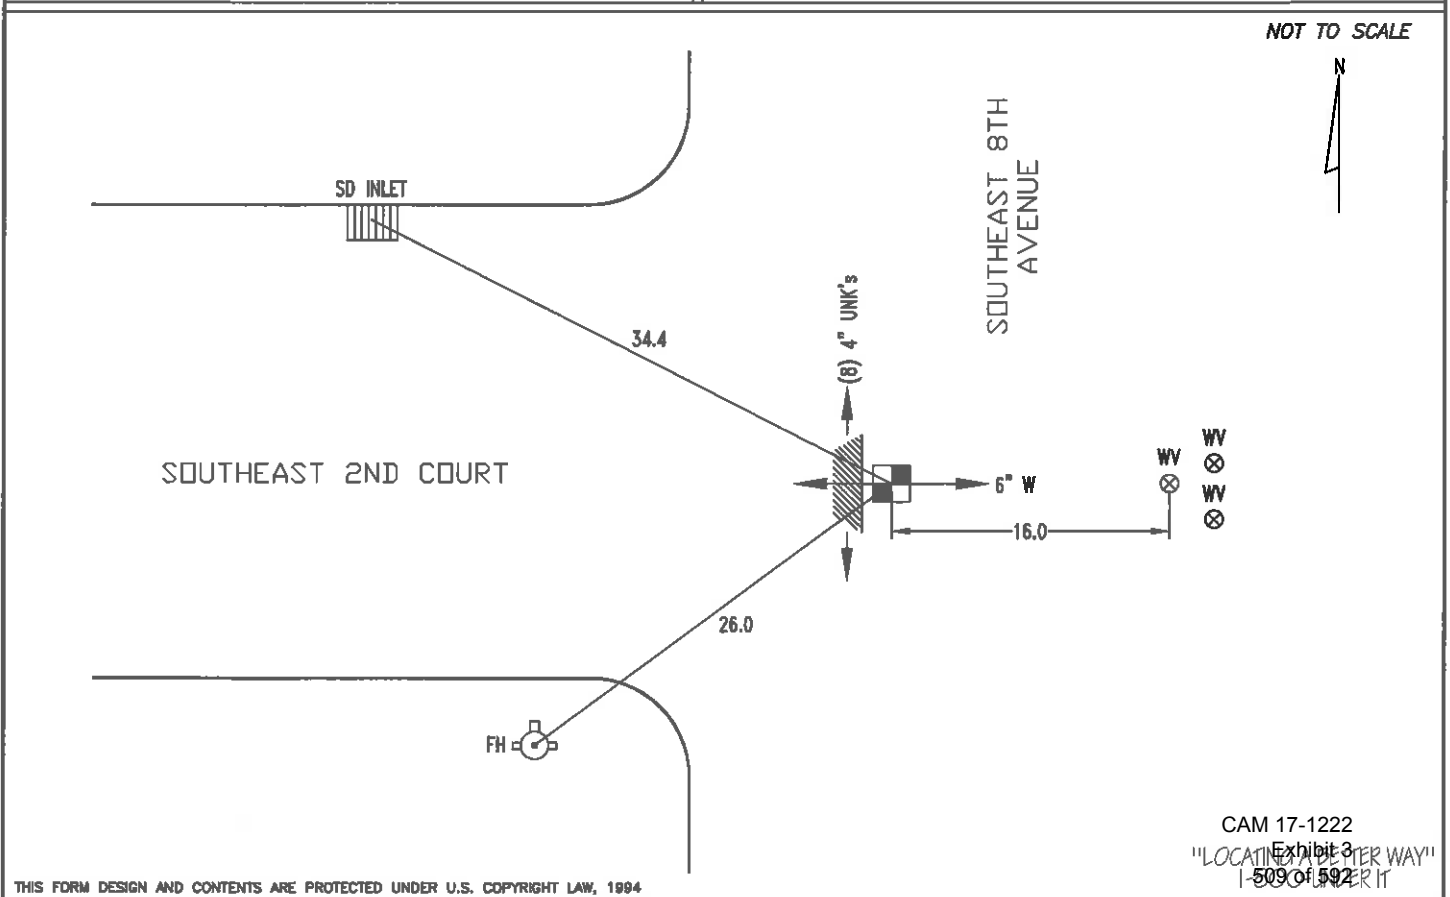 NOT TO SCALE
N
SOUTHEAST 8TH
AVENUE
SD INLET
34.4
(8) 4" UNK's
SOUTHEAST 2ND COURT
6" W
WV
WV
WV
16.0
26.0
FH
CAM 17-1222
Exhibit 3
"LOCATING A BETTER WAY"
509 of 592
THIS FORM DESIGN AND CONTENTS ARE PROTECTED UNDER U.S. COPYRIGHT LAW, 1994